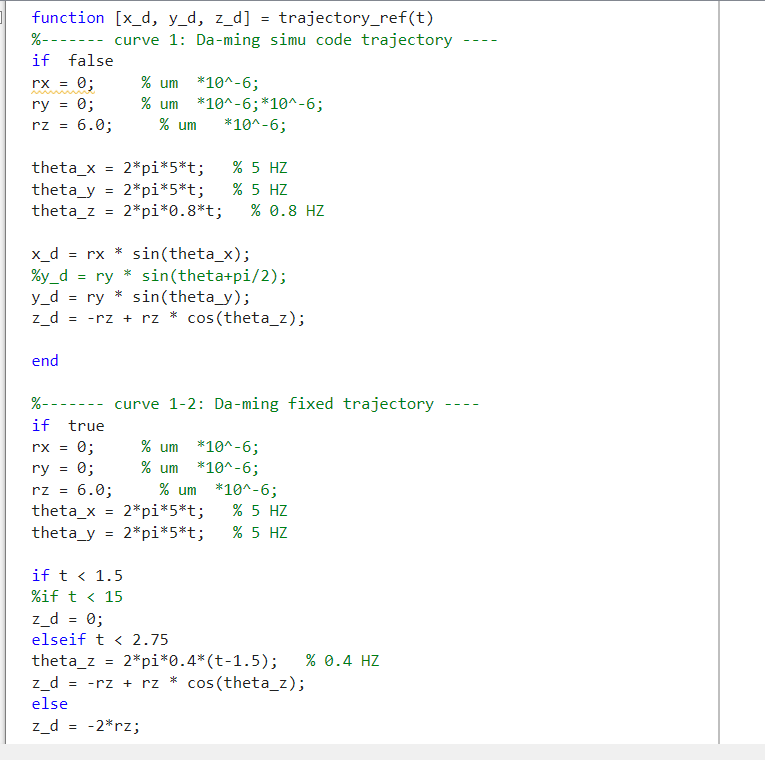 function [x_d, y_d, z_d] = trajectory_ref(t)
%------- curve 1: Da-ming simu code trajectory ----
if  false
rx = 0;     % um  *10^-6;
ry = 0;     % um  *10^-6;*10^-6;
rz = 6.0;     % um   *10^-6;
theta_x = 2*pi*5*t;   % 5 HZ
theta_y = 2*pi*5*t;   % 5 HZ
theta_z = 2*pi*0.8*t;   % 0.8 HZ
x_d = rx * sin(theta_x);
%y_d = ry * sin(theta+pi/2);
y_d = ry * sin(theta_y);
z_d = -rz + rz * cos(theta_z);
end
%------- curve 1-2: Da-ming fixed trajectory ----
if  true
rx = 0;     % um  *10^-6;
ry = 0;     % um  *10^-6;
rz = 6.0;     % um  *10^-6;
theta_x = 2*pi*5*t;   % 5 HZ
theta_y = 2*pi*5*t;   % 5 HZ
if t < 1.5
%if t < 15
z_d = 0;
elseif t < 2.75
theta_z = 2*pi*0.4*(t-1.5);   % 0.4 HZ
z_d = -rz + rz * cos(theta_z);
else
z_d = -2*rz;